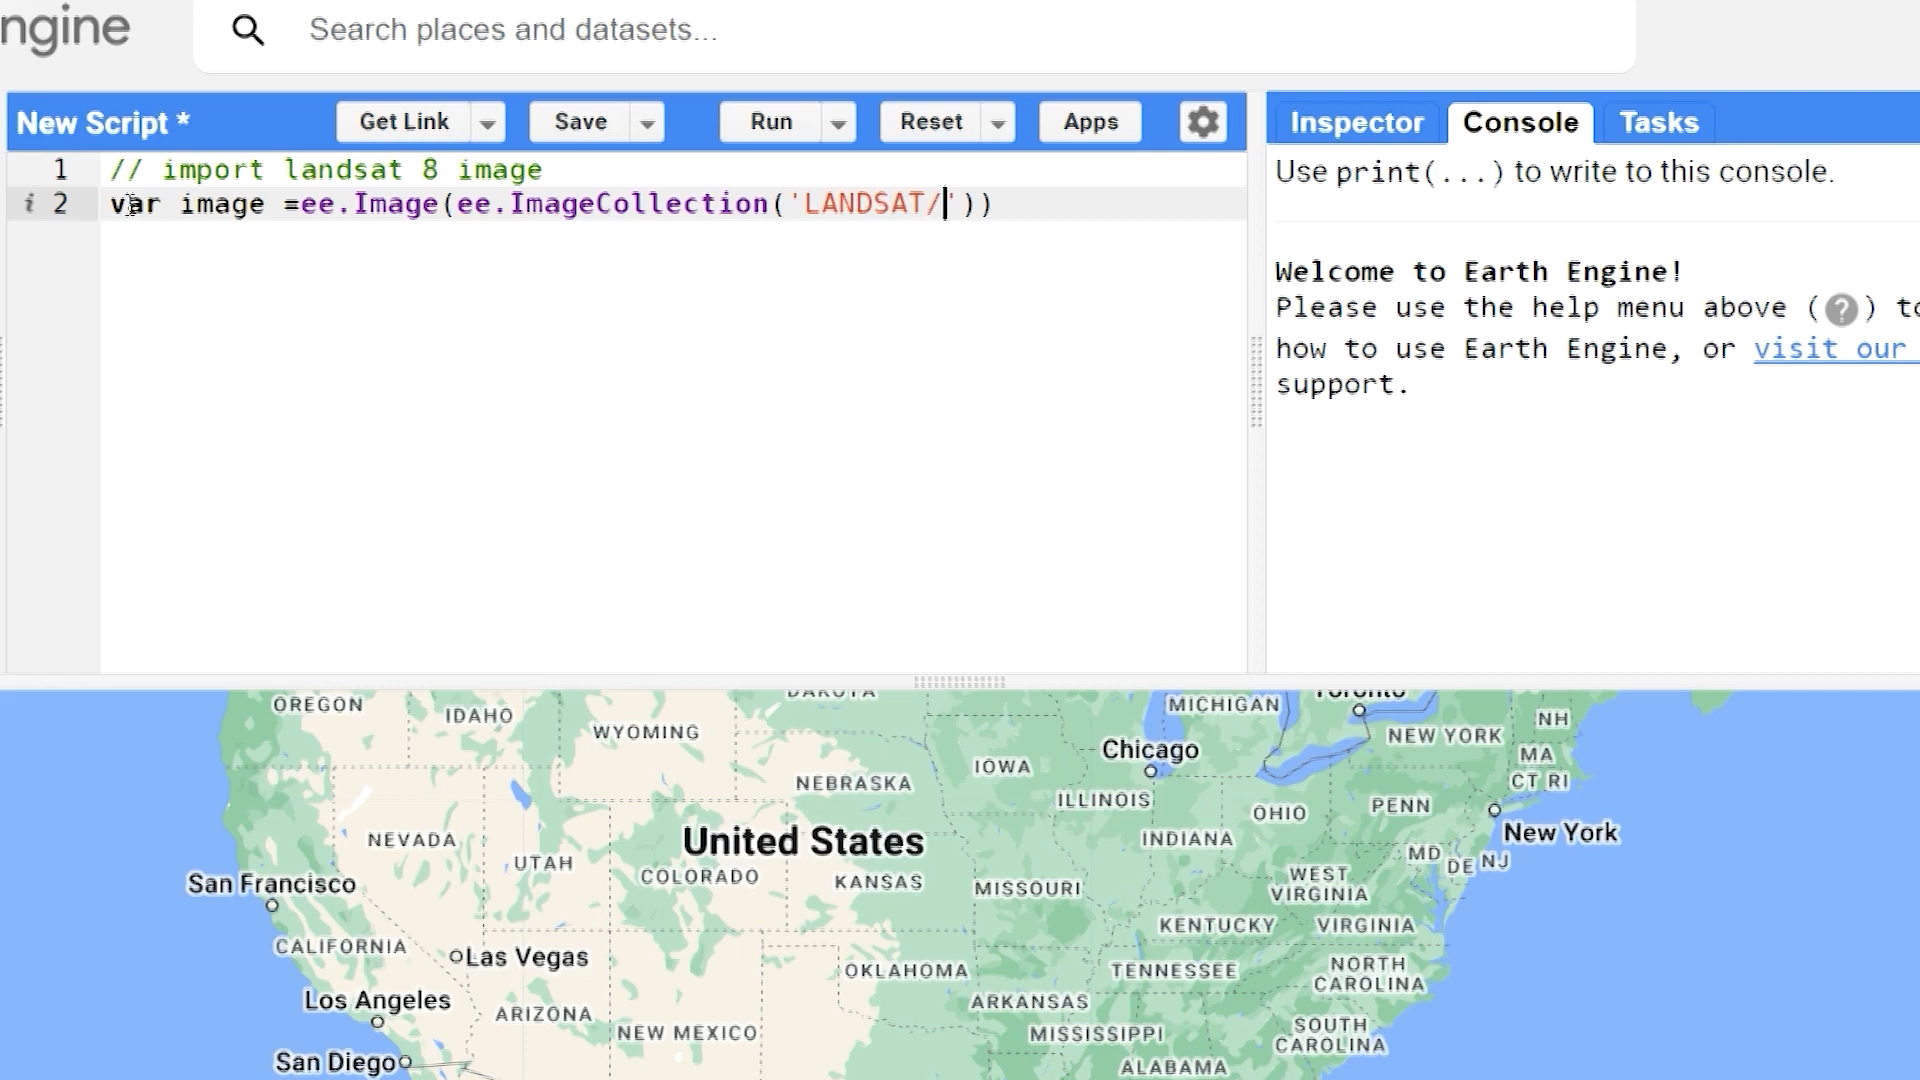 ngine
Search places and datasets...
New Script *
Get Link
Save
Run
Reset
Apps
Inspector
Console
Tasks
1 // import landsat 8 image
i 2 var image =ee.Image(ee.ImageCollection('LANDSAT/'))
Use print(...) to write to this console.
Welcome to Earth Engine!
Please use the help menu above (?) to
how to use Earth Engine, or visit our
support.
OREGON
IDAHO
WYOMING
DAKOTA
MICHIGAN
Toronto
NH
NEW YORK
MA
CT RI
Chicago
IOWA
NEBRASKA
ILLINOIS
OHIO
PENN
New York
NEVADA
UTAH
United States
COLORADO
KANSAS
MISSOURI
INDIANA
MD
DE
NJ
WEST
VIRGINIA
San Francisco
CALIFORNIA
Las Vegas
KENTUCKY
VIRGINIA
OKLAHOMA
TENNESSEE
NORTH
CAROLINA
Los Angeles
ARIZONA
NEW MEXICO
ARKANSAS
MISSISSIPPI
SOUTH
CAROLINA
San Diego
ALABAMA